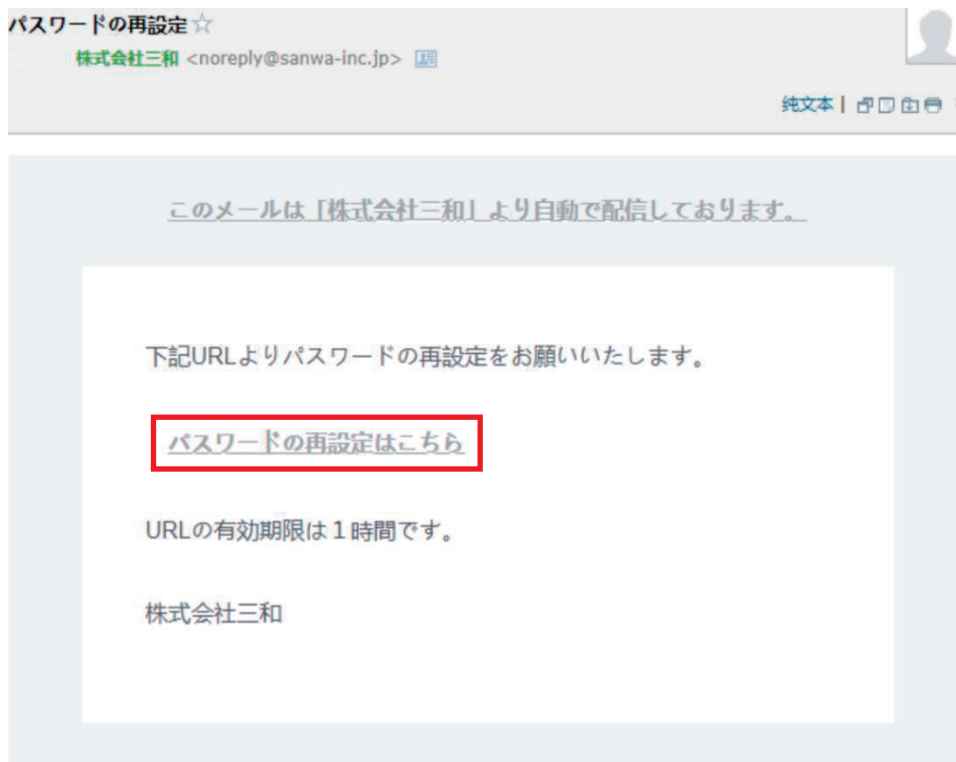 パスワードの再設定☆
株式会社三和 <noreply@sanwa-inc.jp>
纯文本 |
このメールは「株式会社三和」より自動で配信しております。
下記URLよりパスワードの再設定をお願いいたします。
パスワードの再設定はこちら
URLの有効期限は１時間です。
株式会社三和